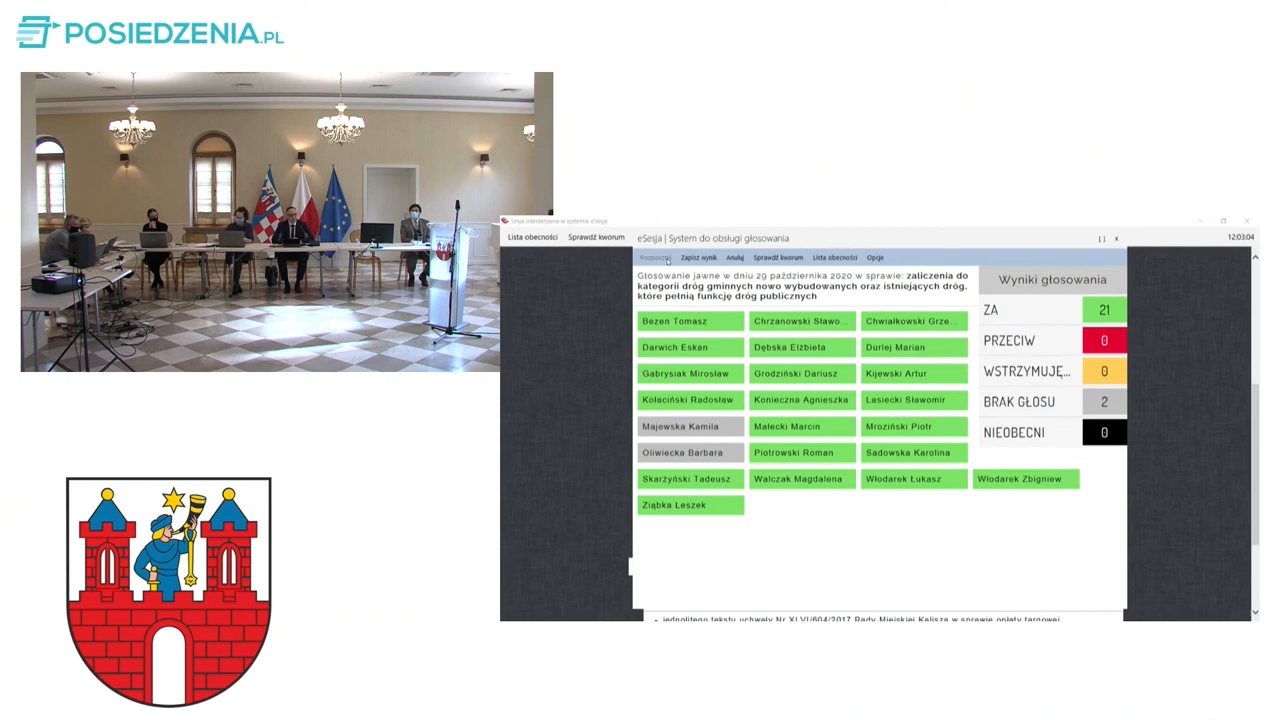 POSIEDZENIA.PL
Sesja interaktywna w systemie eSesja
Lista obecności Sprawdź kworum eSesja | System do obsługi głosowania [ ] x 12:03:04
Rozpocznij Zapisz wynik Anuluj Sprawdź kworum Lista obecności Opcje
Głosowanie jawne w dniu 29 października 2020 w sprawie: zaliczenia do
kategorii dróg gminnych nowo wybudowanych oraz istniejących dróg,
które pełnią funkcję dróg publicznych
Wyniki głosowania
ZA 21
PRZECIW 0
WSTRZYMUJĘ... 0
BRAK GŁOSU 2
NIEOBECNI 0
Bezen Tomasz Chrzanowski Sławo... Chwiałkowski Grze...
Darwich Eskan Dębska Elżbieta Durlej Marian
Gabrysiak Mirosław Grodziński Dariusz Kijewski Artur
Kołaciński Radosław Konieczna Agnieszka Lasiecki Sławomir
Majewska Kamila Małecki Marcin Mroziński Piotr
Oliwiecka Barbara Piotrowski Roman Sadowska Karolina
Skarżyński Tadeusz Walczak Magdalena Włodarek Łukasz Włodarek Zbigniew
Ziąbka Leszek
jednolitego tekstu uchwały Nr XLVI/604/2017 Rady Miejskiej Kalisza w sprawie opłaty targowej